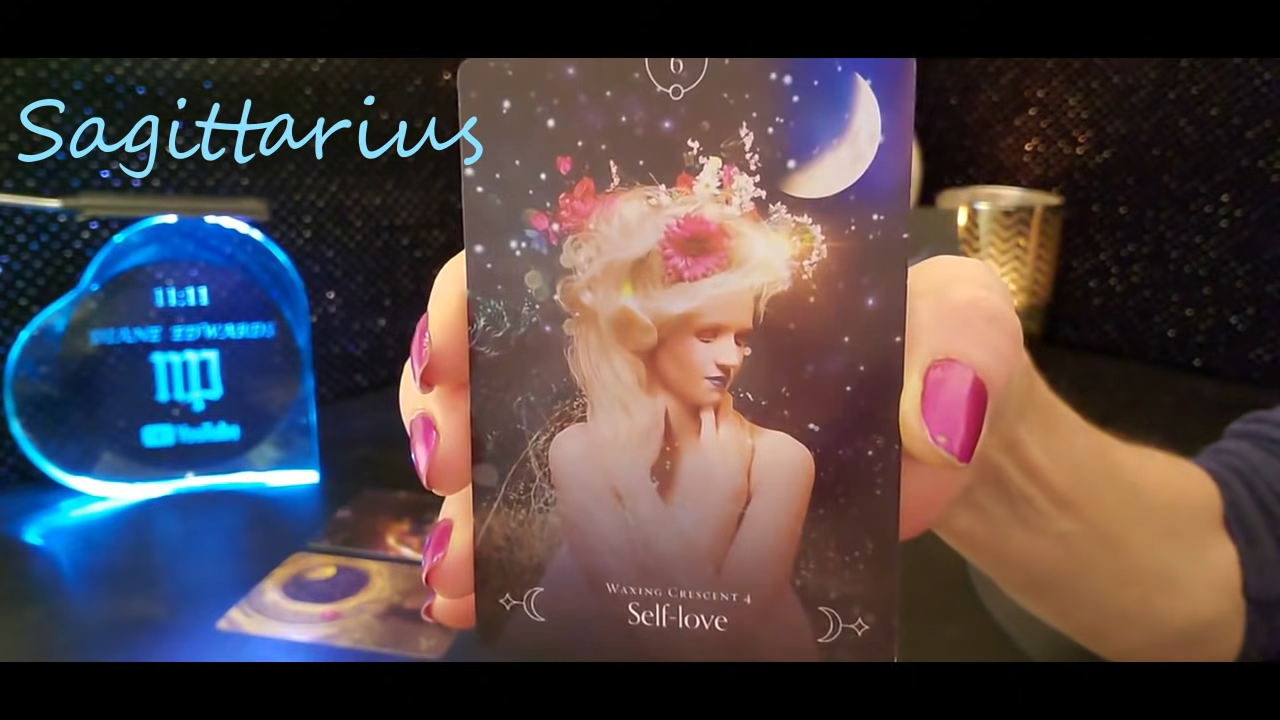 Sagittarius
6
11:11
DIANE EDWARDS
YouTube
Waxing Crescent 4
Self-love